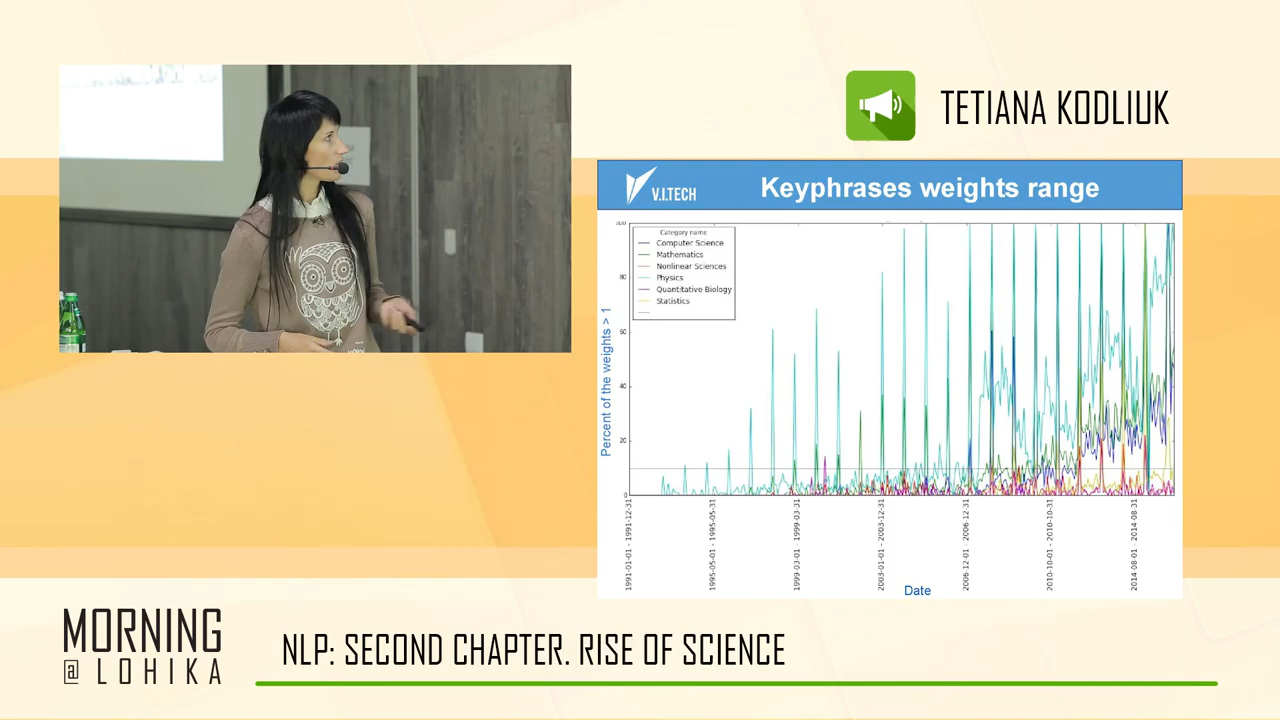 TETIANA KODLIUK
V.I.TECH
Keyphrases weights range
Category name
Computer Science
Mathematics
Nonlinear Sciences
Physics
Quantitative Biology
Statistics
Percent of the weights > 1
100
80
60
40
20
0
1991-01-01 - 1991-12-31
1995-05-01 - 1995-05-31
1999-03-01 - 1999-03-31
2003-01-01 - 2003-12-31
2006-12-01 - 2006-12-31
2010-10-01 - 2010-10-31
2014-08-01 - 2014-08-31
Date
MORNING
@ LOHIKA
NLP: SECOND CHAPTER. RISE OF SCIENCE